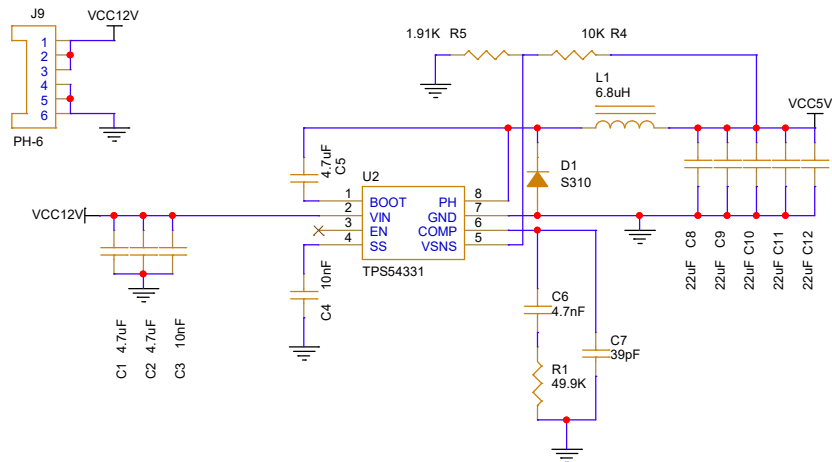 J9
VCC12V
1
2
3
4
5
6
PH-6
1.91K R5
10K R4
L1
6.8uH
VCC5V
4.7uF
C5
D1
S310
U2
1 BOOT PH 8
2 VIN GND 7
3 EN COMP 6
4 SS VSNS 5
TPS54331
VCC12V
10nF
C4
C1 4.7uF
C2 4.7uF
C3 10nF
C6
4.7nF
C7
39pF
R1
49.9K
22uF C8
22uF C9
22uF C10
22uF C11
22uF C12